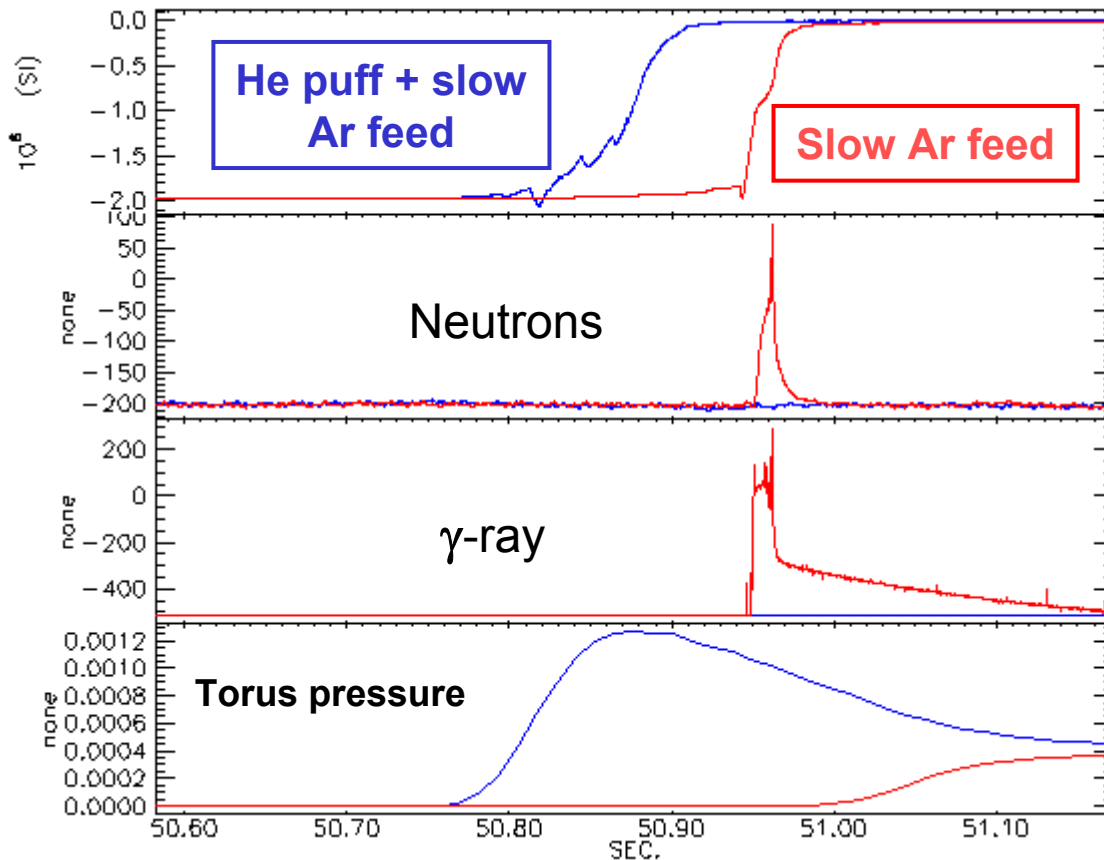 10⁶ (SI)
0.0
−0.5
−1.0
−1.5
−2.0
He puff + slow
Ar feed
Slow Ar feed
none
100
50
0
−50
−100
−150
−200
Neutrons
none
200
0
−200
−400
γ-ray
none
0.0012
0.0010
0.0008
0.0006
0.0004
0.0002
0.0000
Torus pressure
50.60 50.70 50.80 50.90 51.00 51.10
SEC.